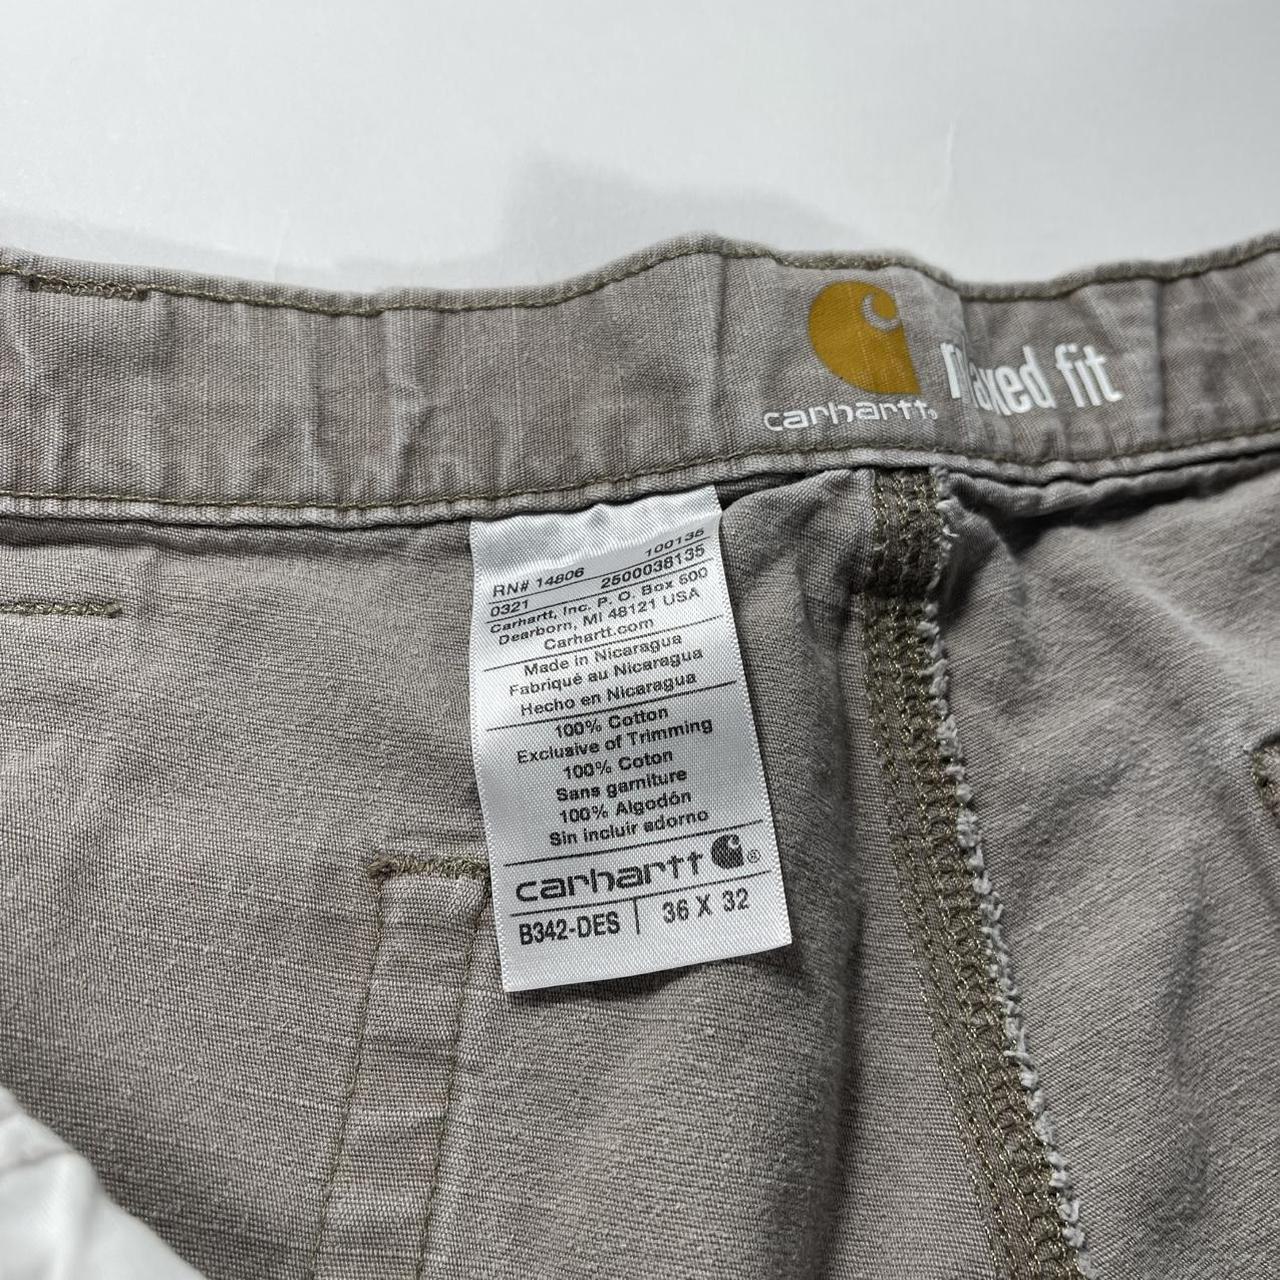 carhartt®
relaxed fit
RN# 14806 100135
0321 2500038135
Carhartt, Inc. P. O. Box 600
Dearborn, MI 48121 USA
Carhartt.com
Made in Nicaragua
Fabriqué au Nicaragua
Hecho en Nicaragua
100% Cotton
Exclusive of Trimming
100% Coton
Sans garniture
100% Algodón
Sin incluir adorno
carhartt ®
B342-DES | 36 X 32